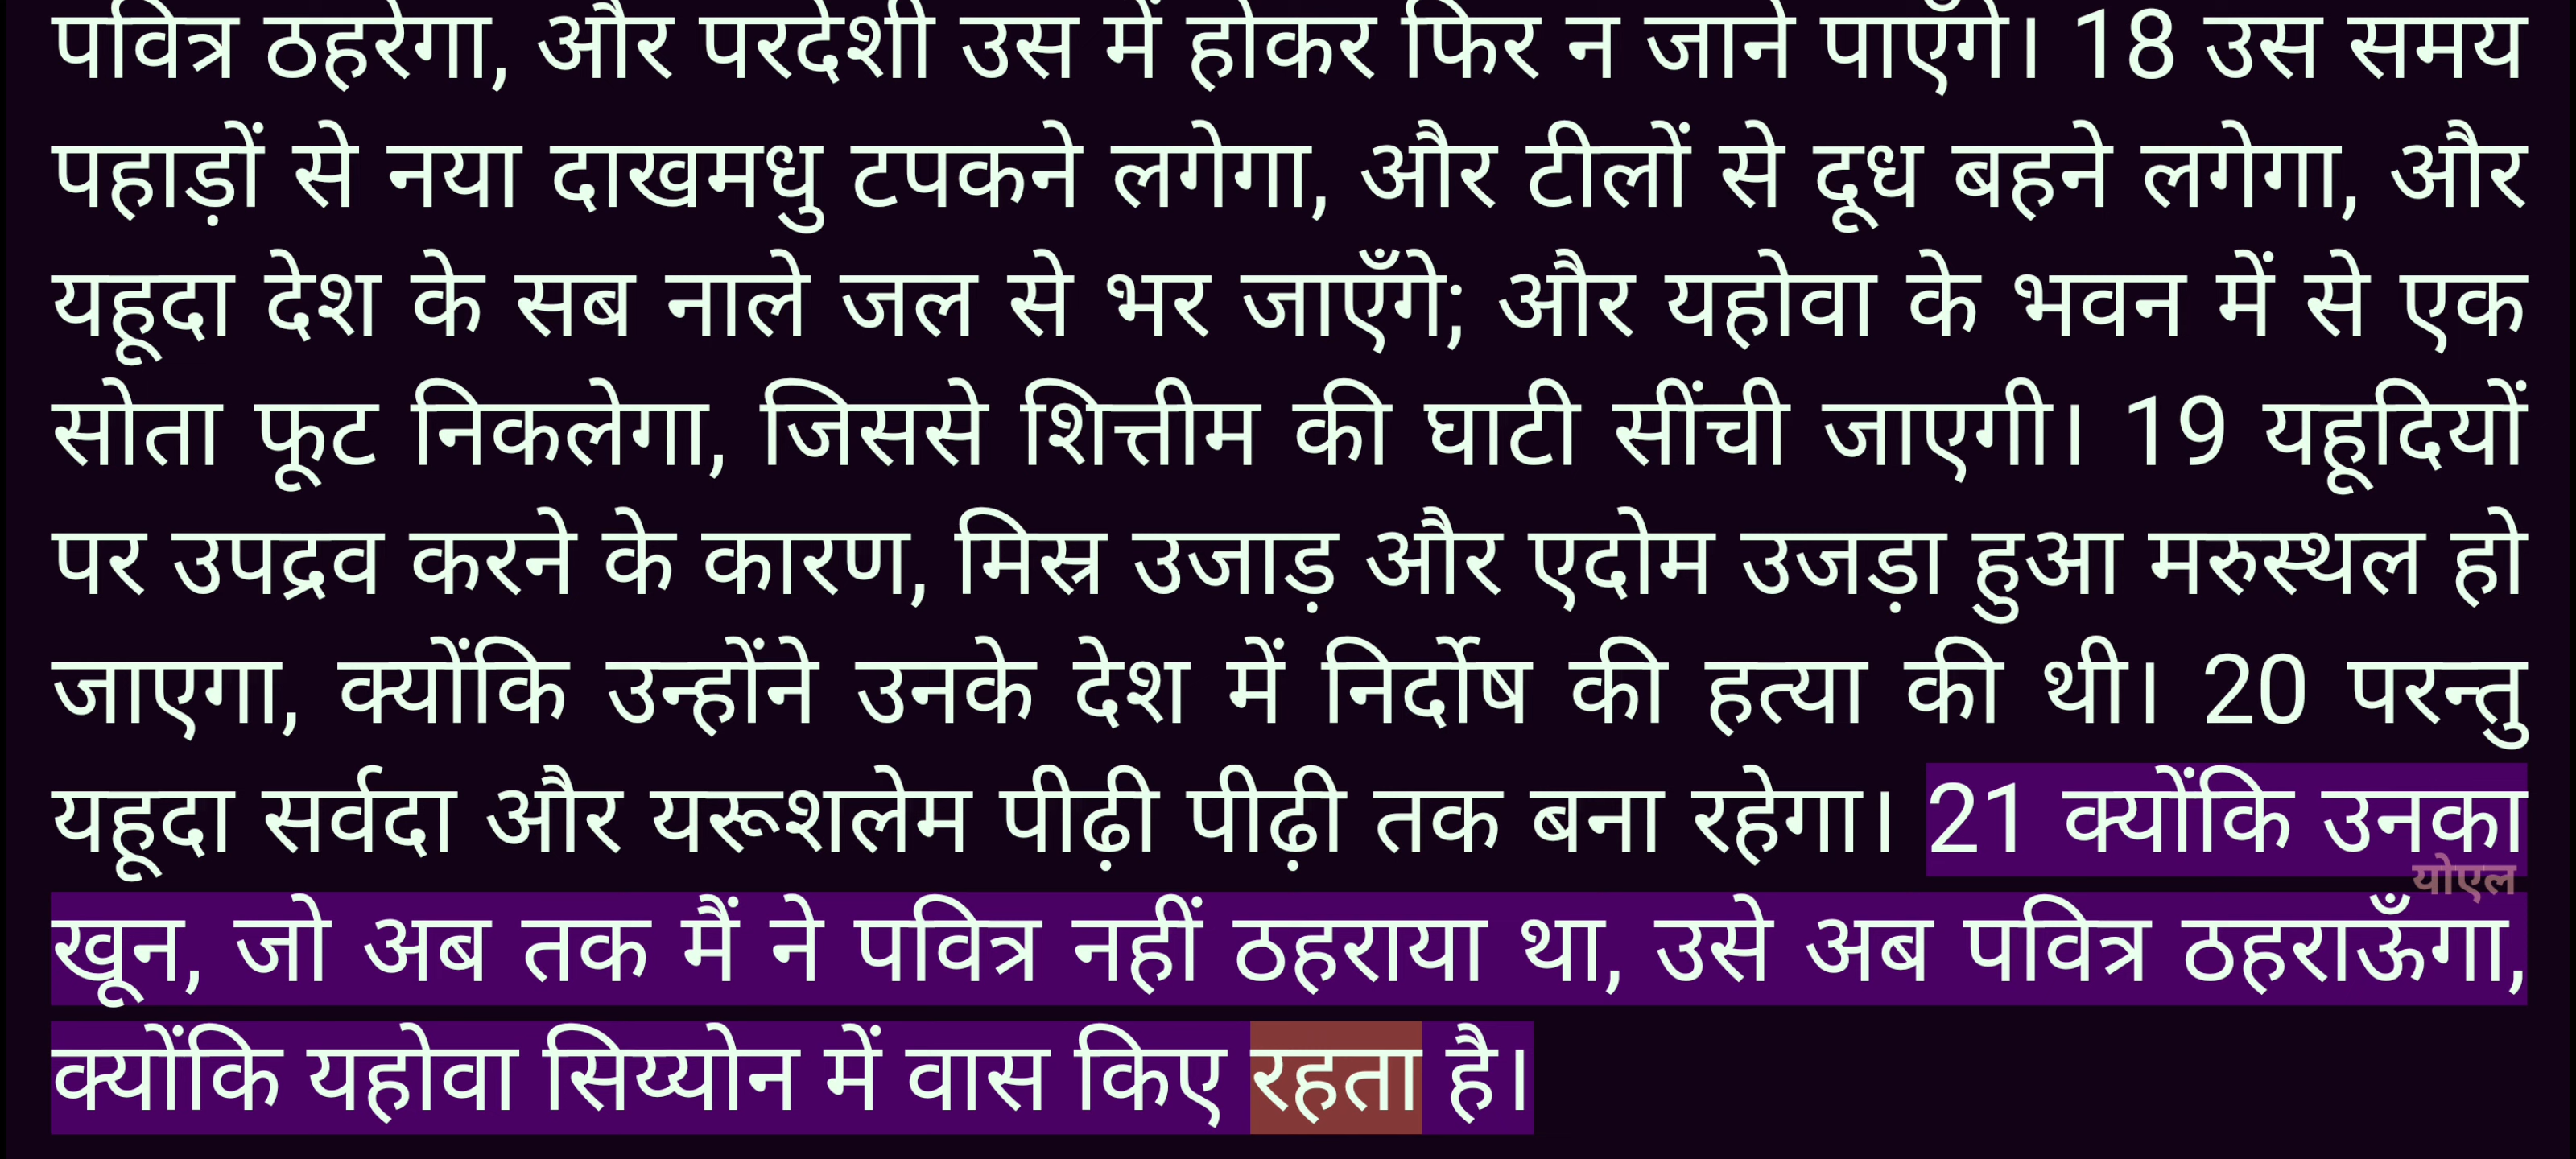 पवित्र ठहरेगा, और परदेशी उस में होकर फिर न जाने पाएँगे। 18 उस समय
पहाड़ों से नया दाखमधु टपकने लगेगा, और टीलों से दूध बहने लगेगा, और
यहूदा देश के सब नाले जल से भर जाएँगे; और यहोवा के भवन में से एक
सोता फूट निकलेगा, जिससे शित्तीम की घाटी सींची जाएगी। 19 यहूदियों
पर उपद्रव करने के कारण, मिस्र उजाड़ और एदोम उजड़ा हुआ मरुस्थल हो
जाएगा, क्योंकि उन्होंने उनके देश में निर्दोष की हत्या की थी। 20 परन्तु
यहूदा सर्वदा और यरूशलेम पीढ़ी पीढ़ी तक बना रहेगा। 21 क्योंकि उनका
योएल
खून, जो अब तक मैं ने पवित्र नहीं ठहराया था, उसे अब पवित्र ठहराऊँगा,
क्योंकि यहोवा सिय्योन में वास किए रहता है।